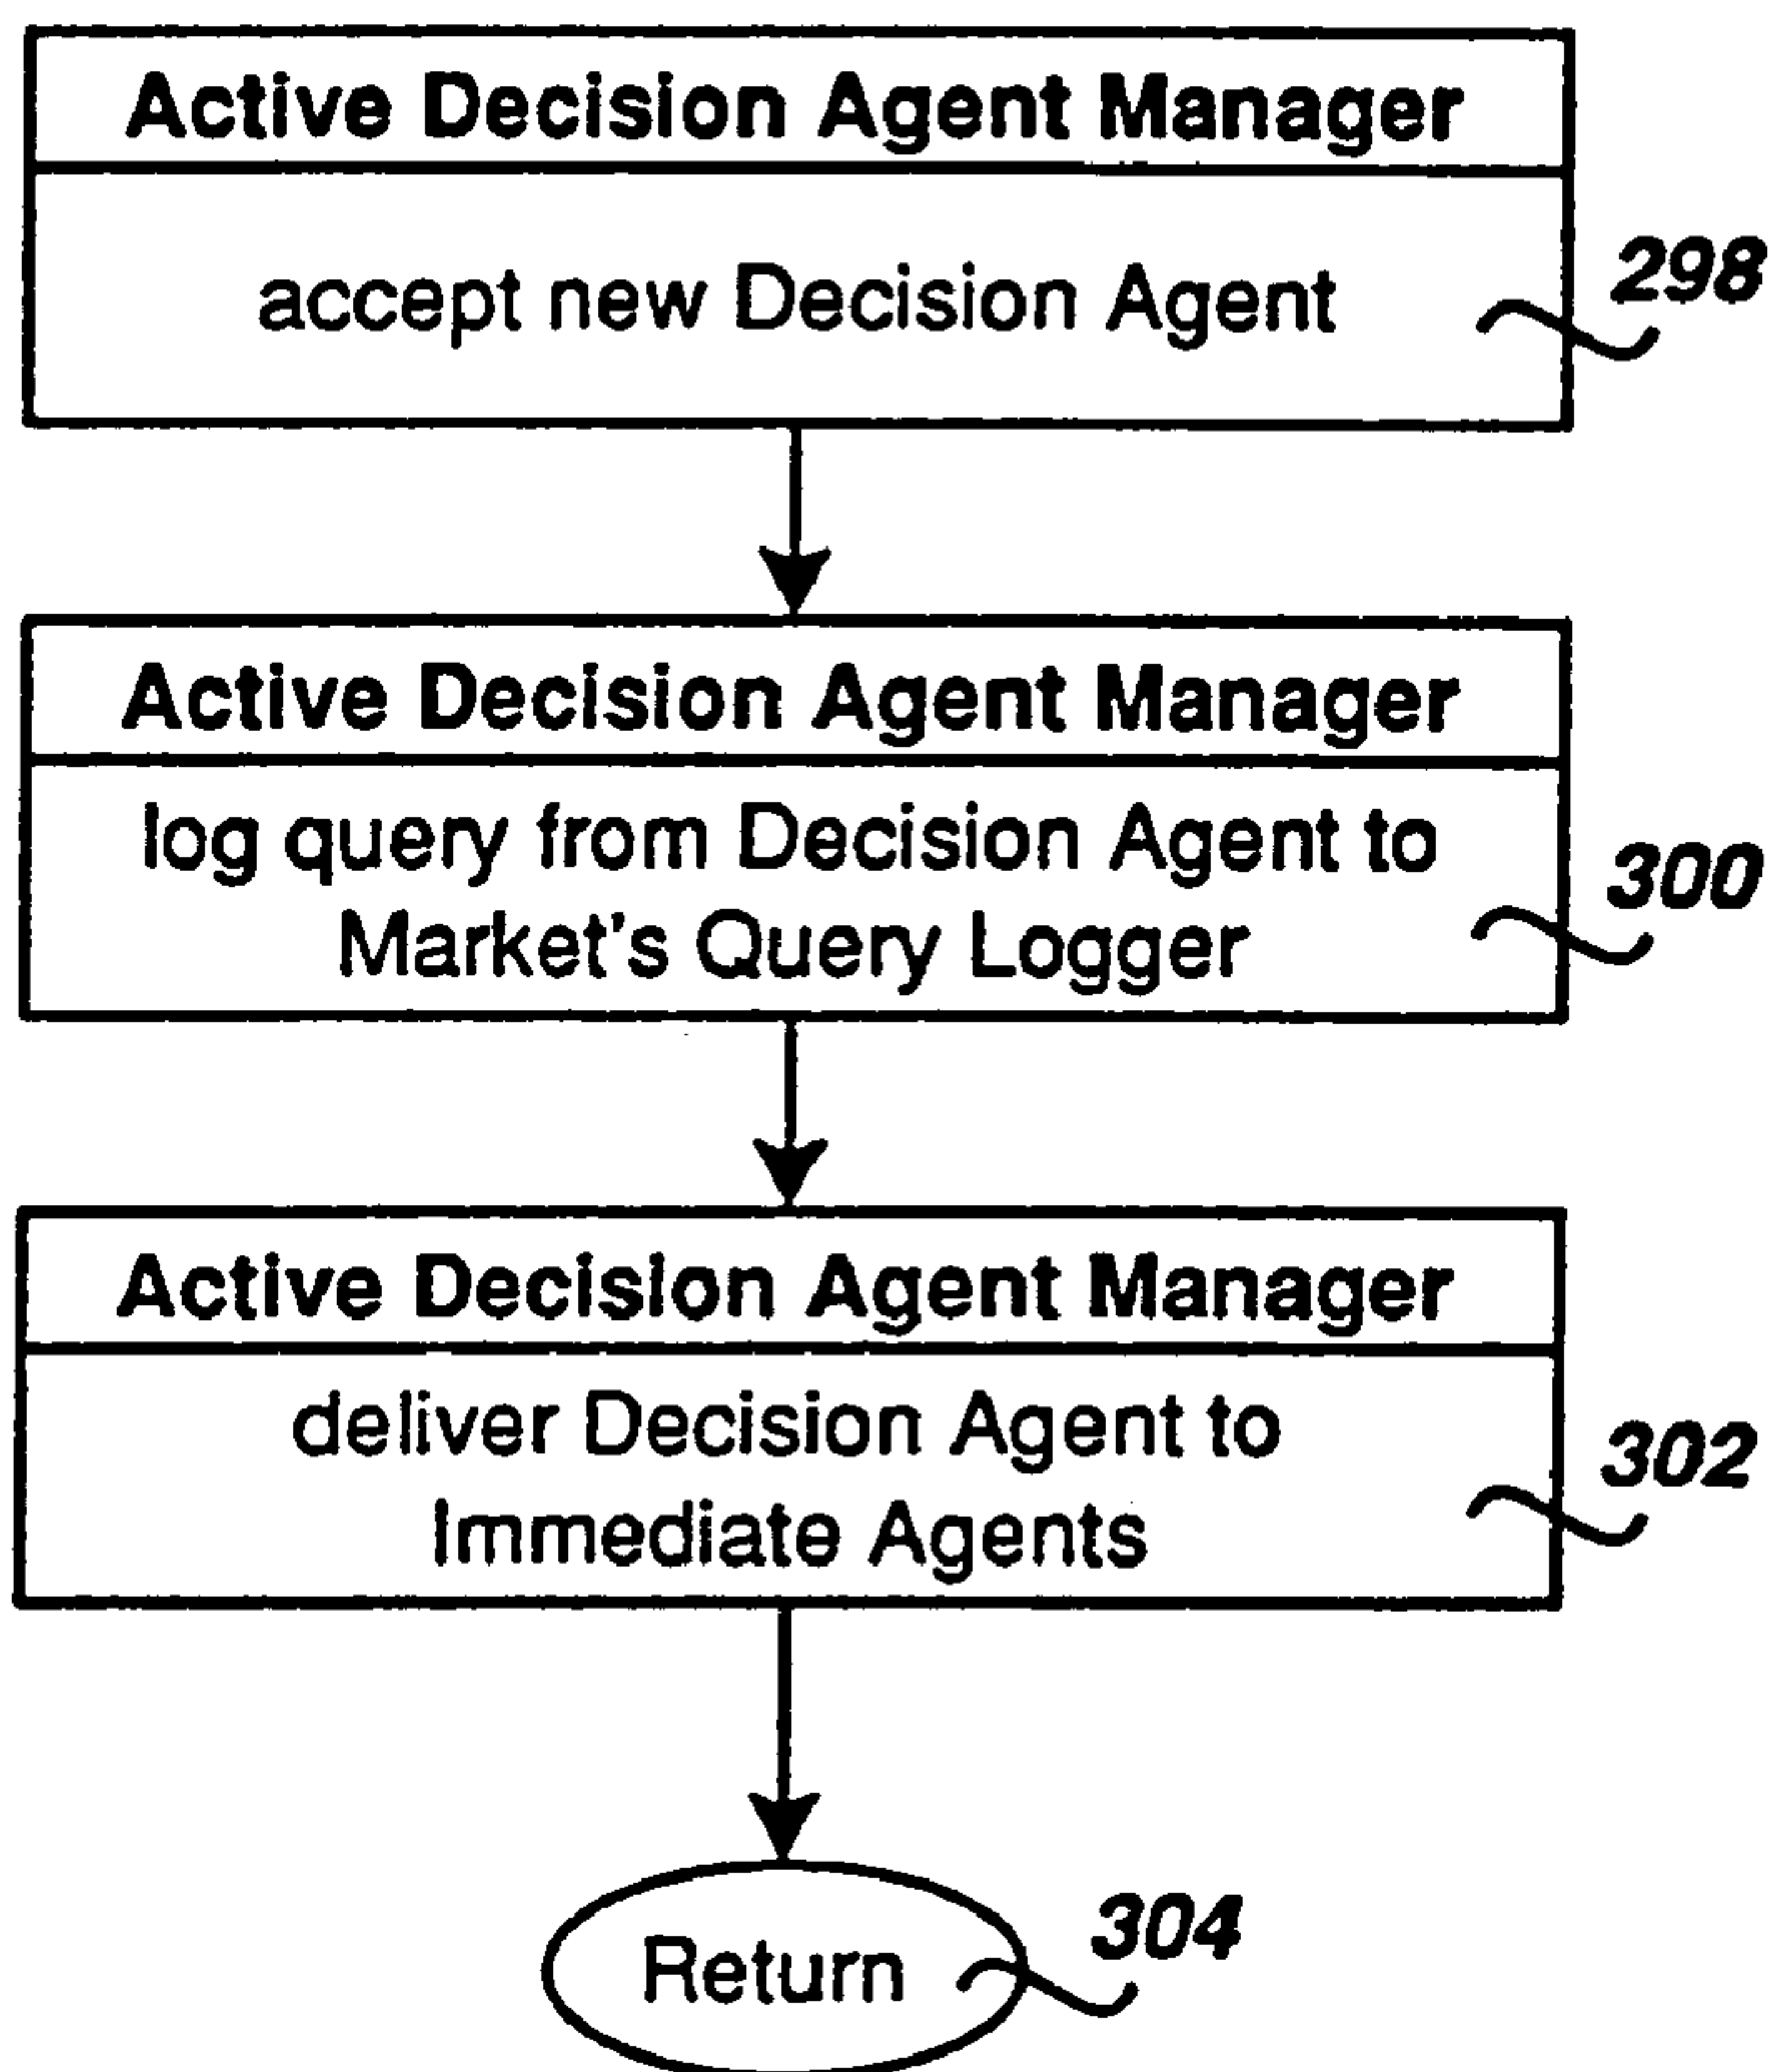 Active Decision Agent Manager
accept new Decision Agent
298
Active Decision Agent Manager
log query from Decision Agent to
Market's Query Logger
300
Active Decision Agent Manager
deliver Decision Agent to
Immediate Agents
302
Return
304